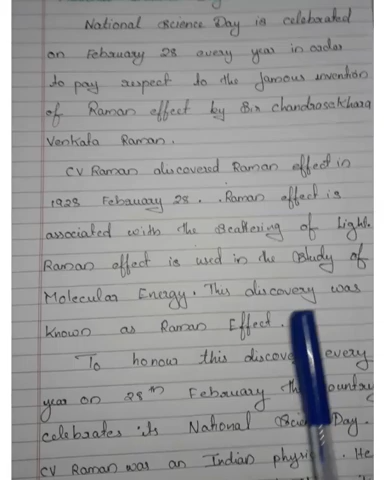 National Science Day is celebrated
on February 28 every year in order
to pay respect to the famous invention
of Raman effect by Sir Chandrasekhara
Venkata Raman.
CV Raman discovered Raman effect in
1928 February 28. Raman effect is
associated with the Scattering of Light.
Raman effect is used in the Study of
Molecular Energy. This discovery was
known as Raman Effect.
To honour this every
year on 28th February the
celebrates its National Day.
CV Raman was an Indian He